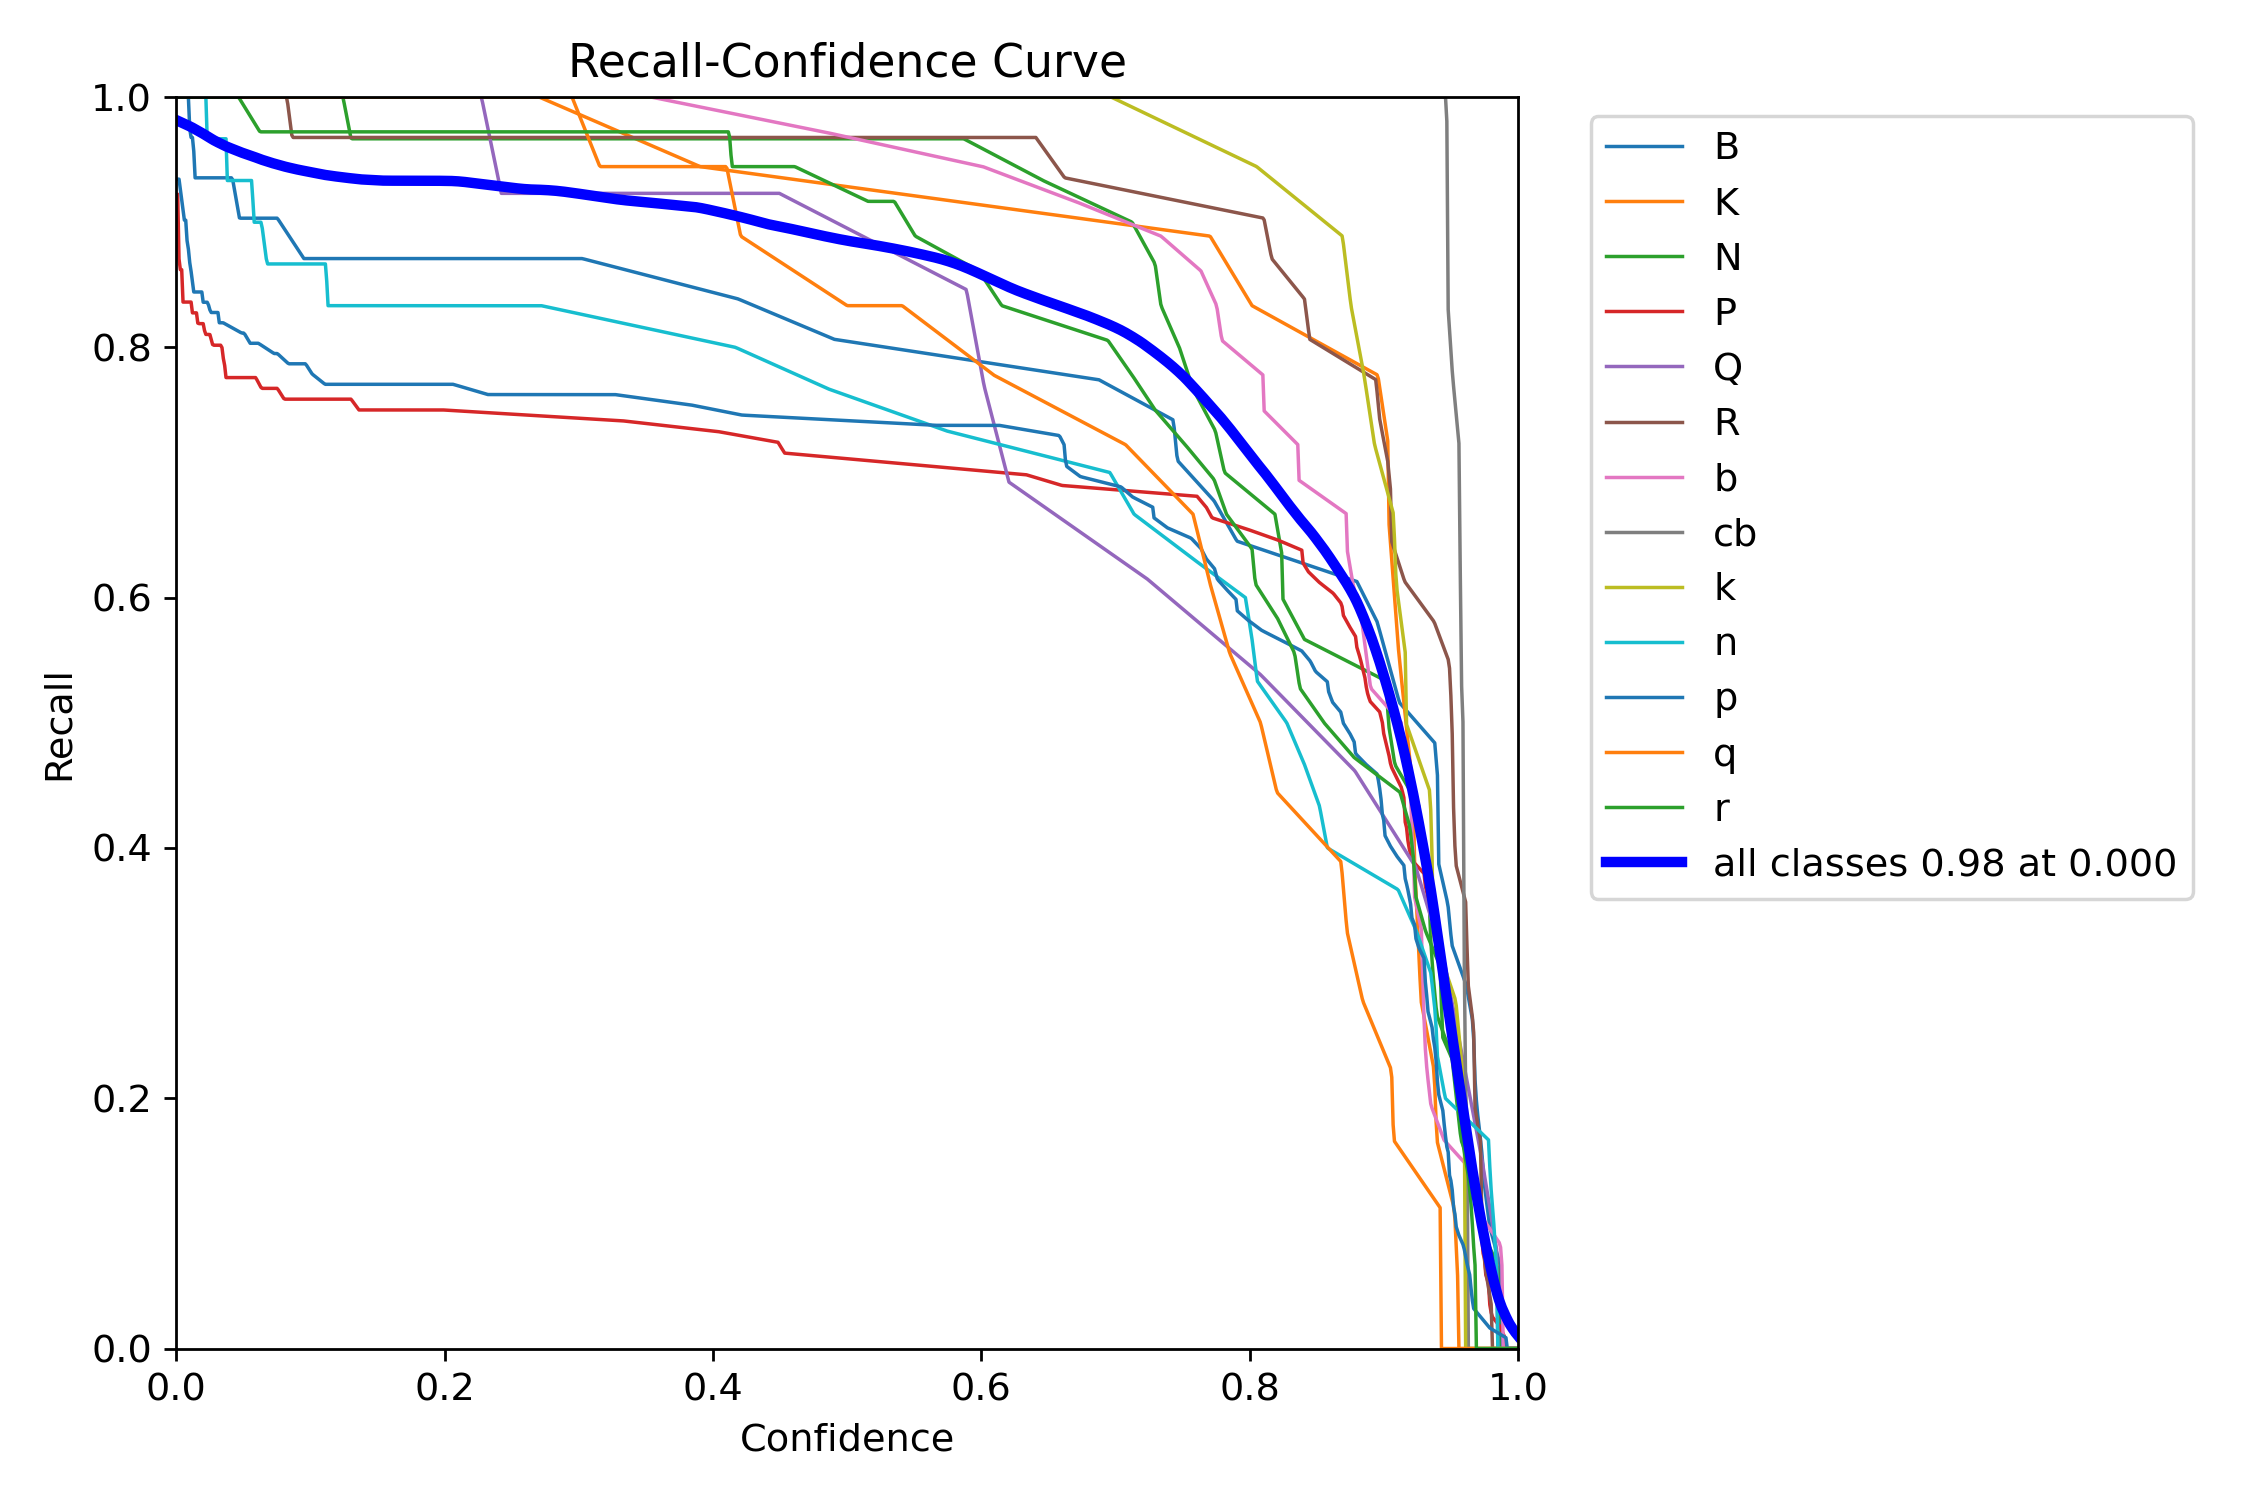 Recall-Confidence Curve
1.0
0.8
0.6
0.4
0.2
0.0
Recall
0.0 0.2 0.4 0.6 0.8 1.0
Confidence
B
K
N
P
Q
R
b
cb
k
n
p
q
r
all classes 0.98 at 0.000